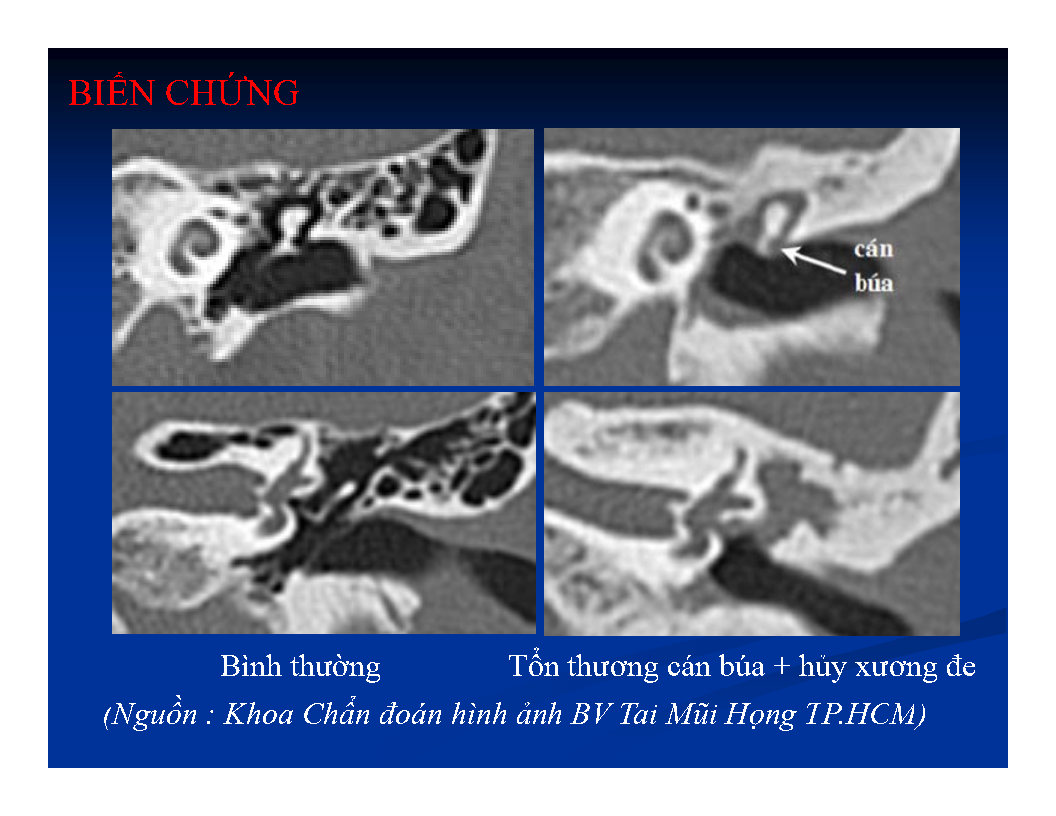 BIẾN CHỨNG
cán
búa
Bình thường
Tổn thương cán búa + hủy xương đe
(Nguồn : Khoa Chẩn đoán hình ảnh BV Tai Mũi Họng TP.HCM)